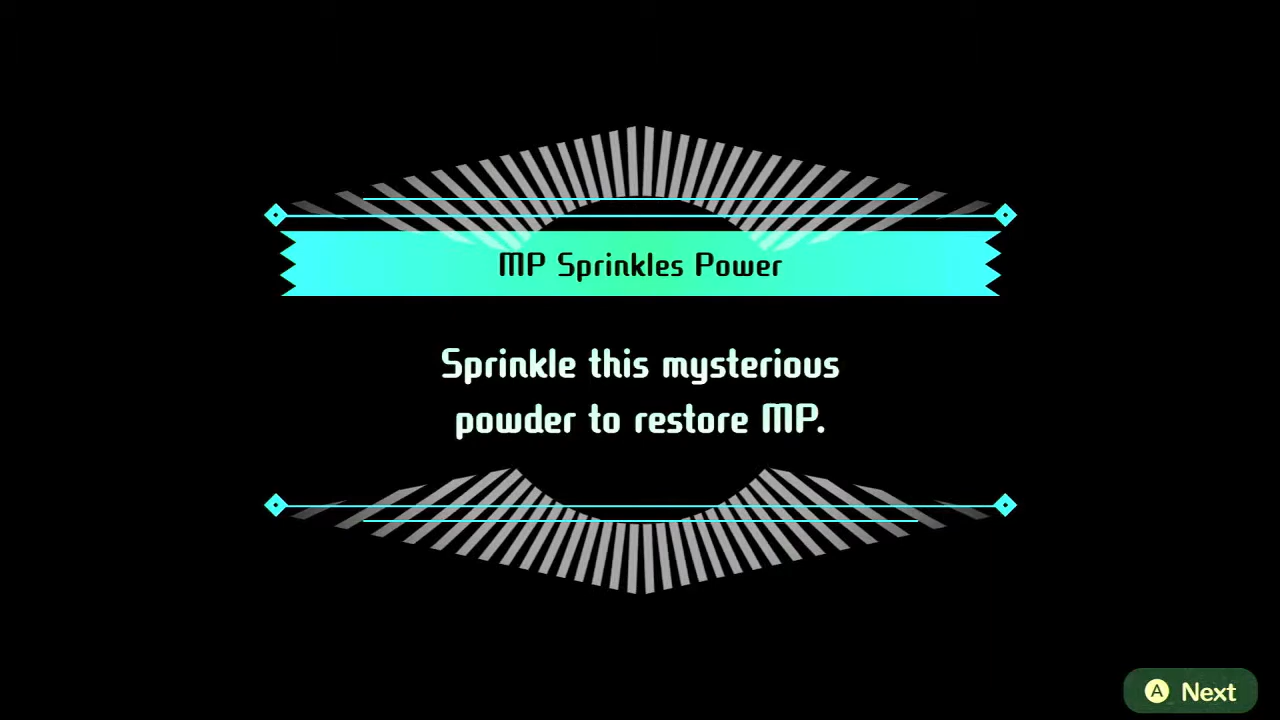 MP Sprinkles Power
Sprinkle this mysterious
powder to restore MP.
A Next